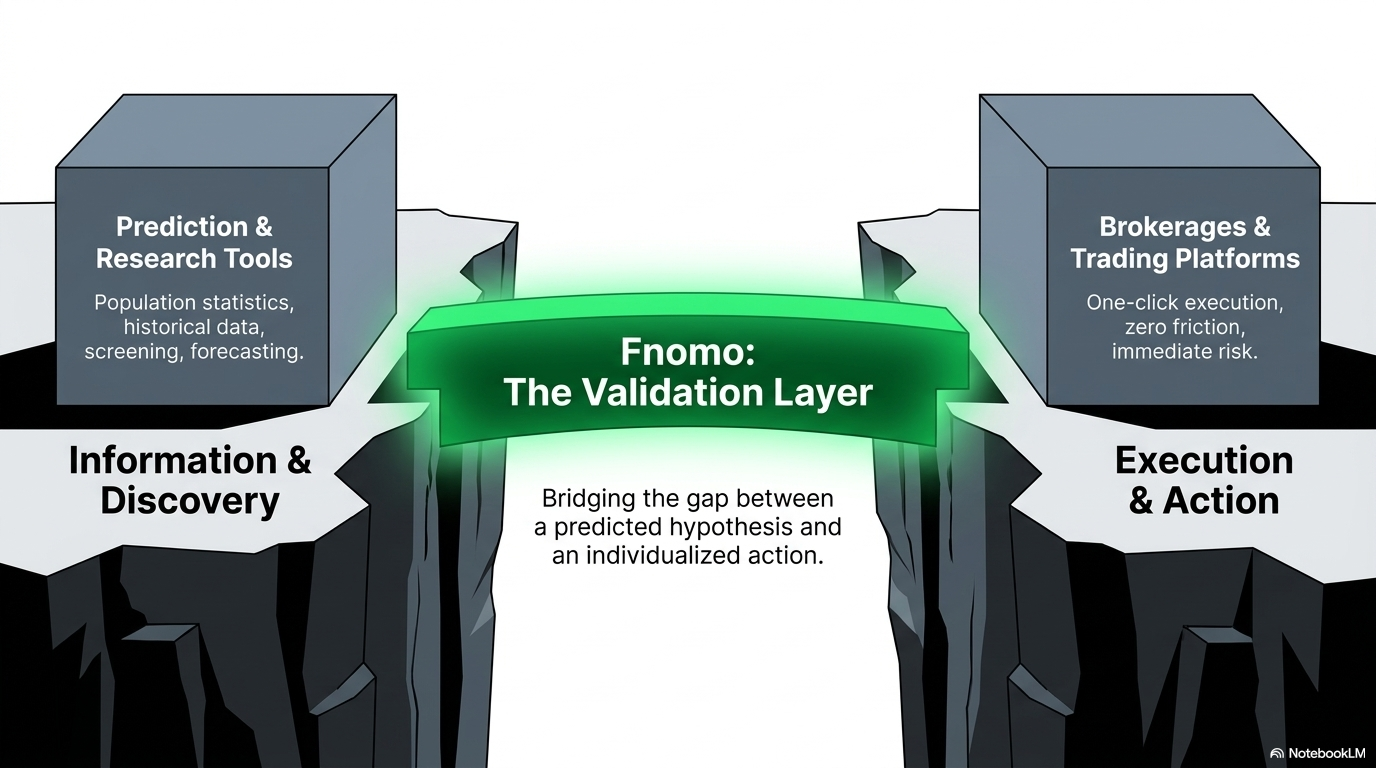 Prediction &
Research Tools
Population statistics,
historical data,
screening, forecasting.
Information &
Discovery
Fnomo:
The Validation Layer
Bridging the gap between
a predicted hypothesis and
an individualized action.
Brokerages &
Trading Platforms
One-click execution,
zero friction,
immediate risk.
Execution
& Action
NotebookLM